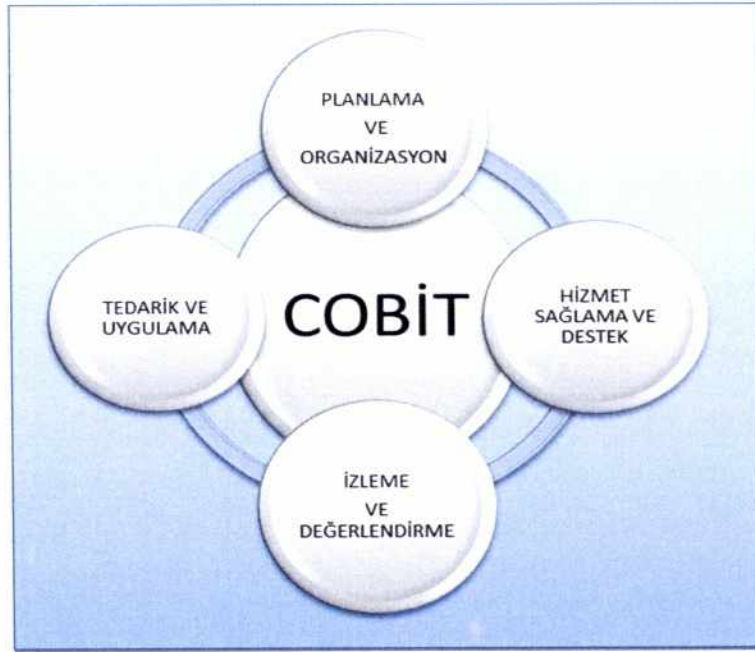 PLANLAMA
VE
ORGANİZASYON
TEDARİK VE
UYGULAMA
COBİT
HİZMET
SAĞLAMA VE
DESTEK
İZLEME
VE
DEĞERLENDİRME